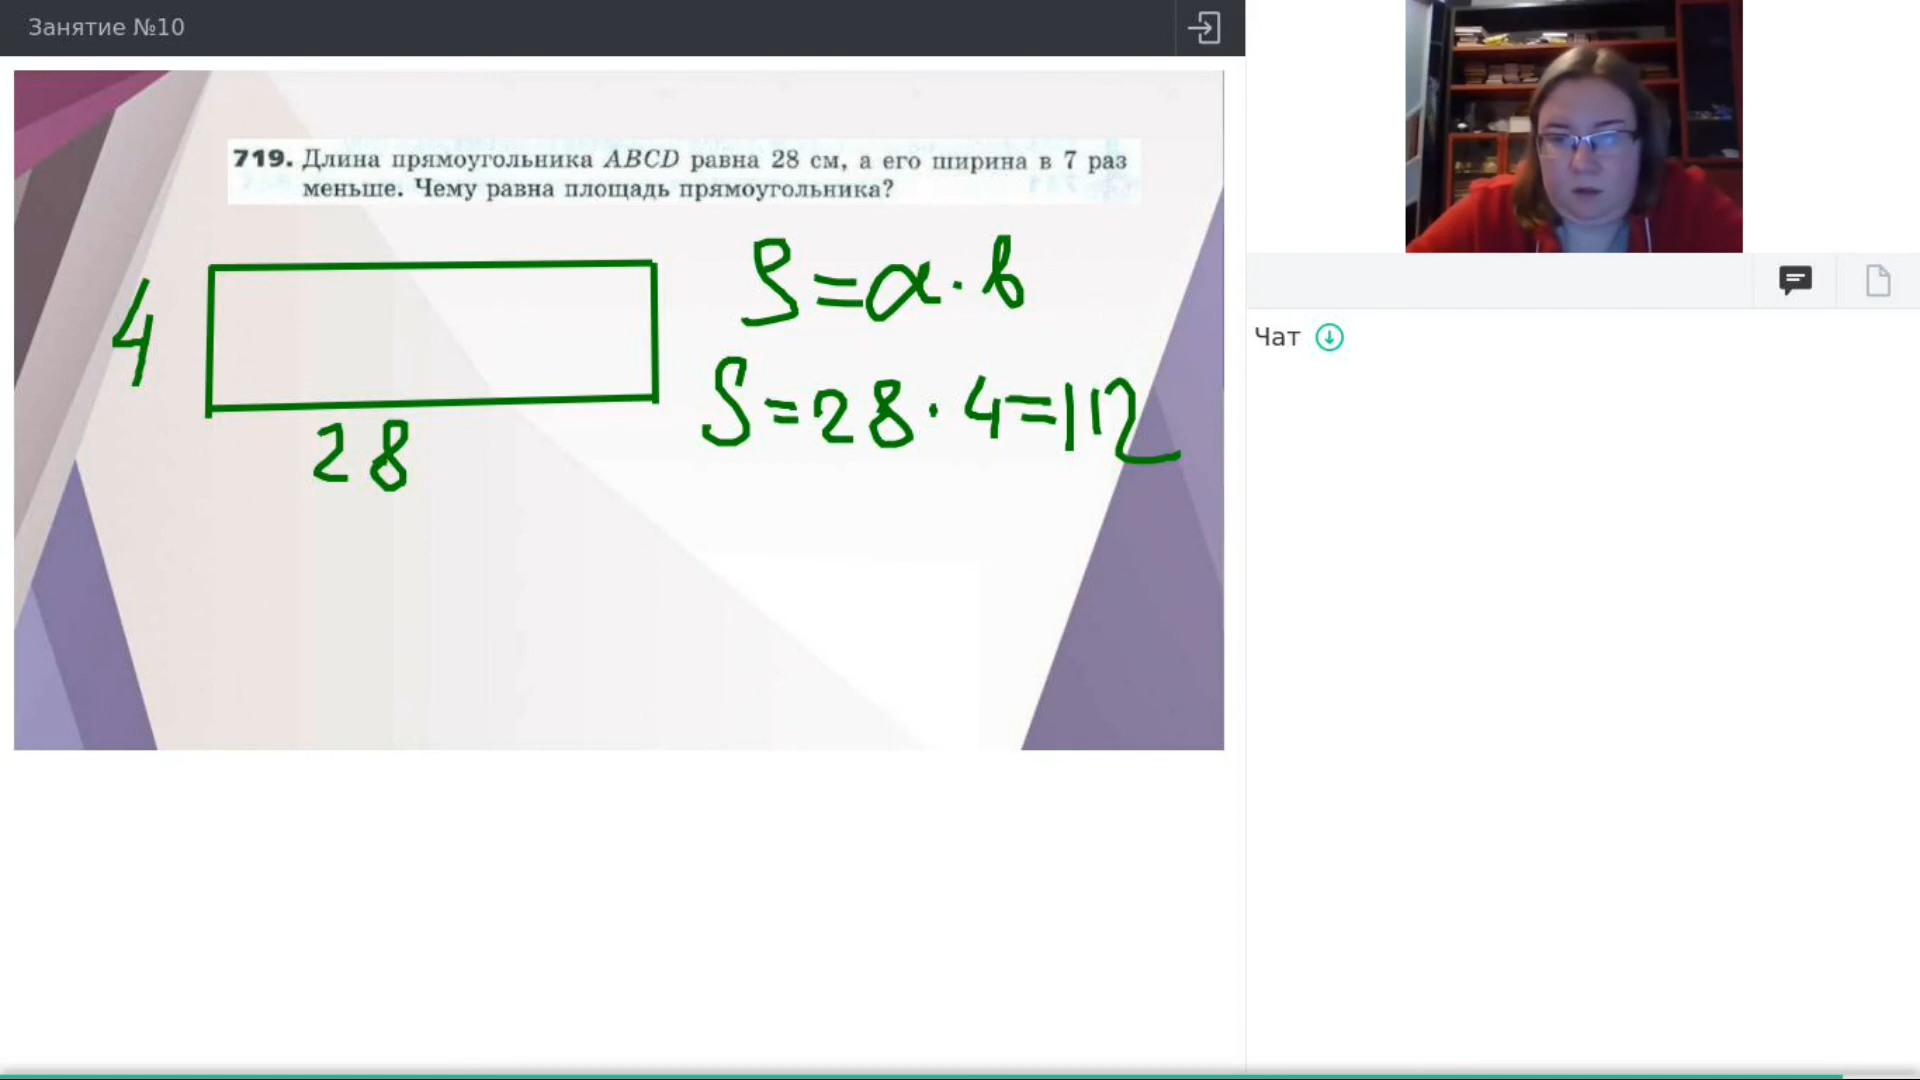 Занятие №10
719. Длина прямоугольника ABCD равна 28 см, а его ширина в 7 раз
меньше. Чему равна площадь прямоугольника?
S=a·b
4
S=28·4=112
28
Чат